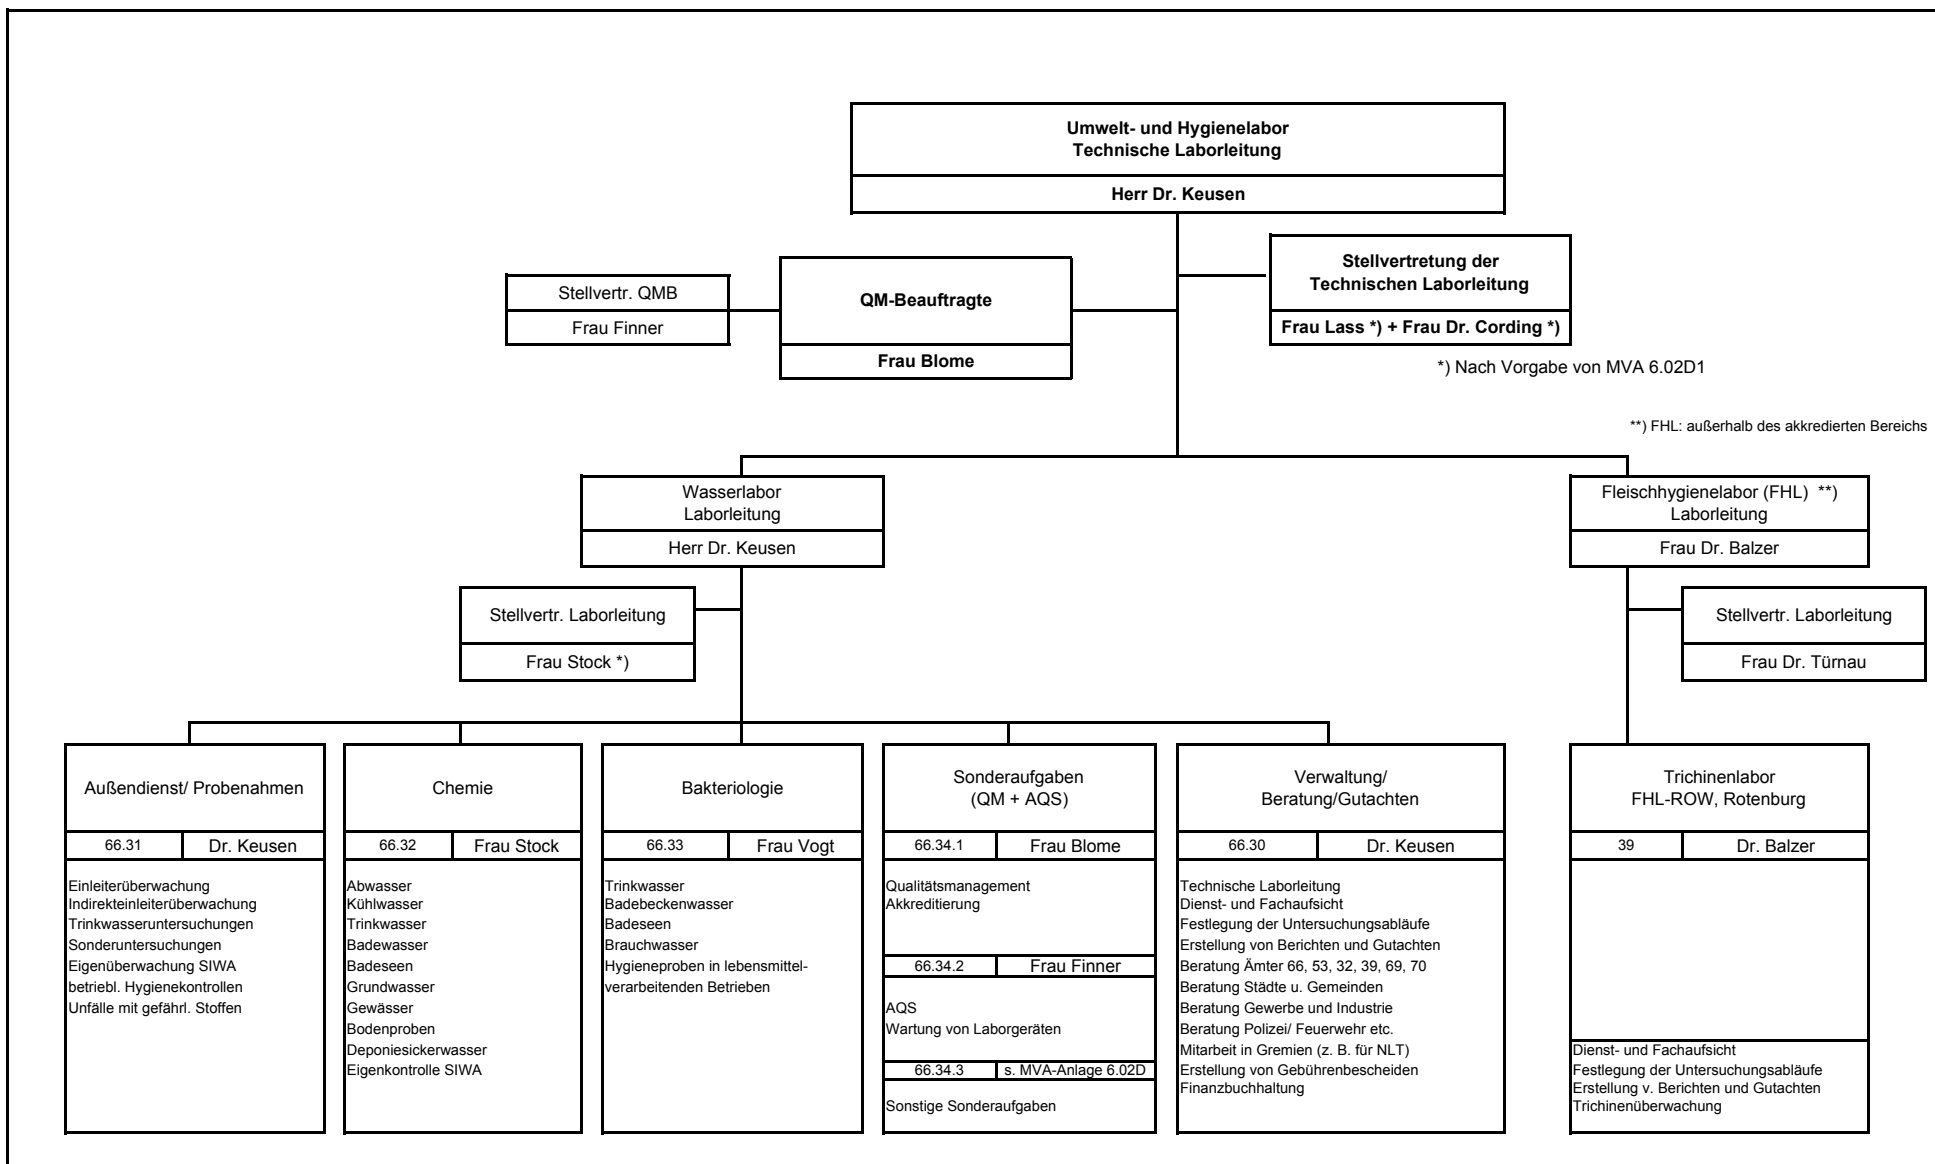 Umwelt- und Hygienelabor
Technische Laborleitung
Herr Dr. Keusen
Stellvertretung der
Technischen Laborleitung
Frau Lass *) + Frau Dr. Cording *)
Stellvertr. QMB
Frau Finner
QM-Beauftragte
Frau Blome
*) Nach Vorgabe von MVA 6.02D1
**) FHL: außerhalb des akkredierten Bereichs
Wasserlabor
Laborleitung
Herr Dr. Keusen
Fleischhygienelabor (FHL) **)
Laborleitung
Frau Dr. Balzer
Stellvertr. Laborleitung
Frau Stock *)
Stellvertr. Laborleitung
Frau Dr. Türnau
Außendienst/ Probenahmen
66.31 Dr. Keusen
Einleiterüberwachung
Indirekteinleiterüberwachung
Trinkwasseruntersuchungen
Sonderuntersuchungen
Eigenüberwachung SIWA
betriebl. Hygienekontrollen
Unfälle mit gefährl. Stoffen
Chemie
66.32 Frau Stock
Abwasser
Kühlwasser
Trinkwasser
Badewasser
Badeseen
Grundwasser
Gewässer
Bodenproben
Deponiesickerwasser
Eigenkontrolle SIWA
Bakteriologie
66.33 Frau Vogt
Trinkwasser
Badebeckenwasser
Badeseen
Brauchwasser
Hygieneproben in lebensmittel-
verarbeitenden Betrieben
Sonderaufgaben
(QM + AQS)
66.34.1 Frau Blome
Qualitätsmanagement
Akkreditierung
66.34.2 Frau Finner
AQS
Wartung von Laborgeräten
66.34.3 s. MVA-Anlage 6.02D
Sonstige Sonderaufgaben
Verwaltung/
Beratung/Gutachten
66.30 Dr. Keusen
Technische Laborleitung
Dienst- und Fachaufsicht
Festlegung der Untersuchungsabläufe
Erstellung von Berichten und Gutachten
Beratung Ämter 66, 53, 32, 39, 69, 70
Beratung Städte u. Gemeinden
Beratung Gewerbe und Industrie
Beratung Polizei/ Feuerwehr etc.
Mitarbeit in Gremien (z. B. für NLT)
Erstellung von Gebührenbescheiden
Finanzbuchhaltung
Trichinenlabor
FHL-ROW, Rotenburg
39 Dr. Balzer
Dienst- und Fachaufsicht
Festlegung der Untersuchungsabläufe
Erstellung v. Berichten und Gutachten
Trichinenüberwachung